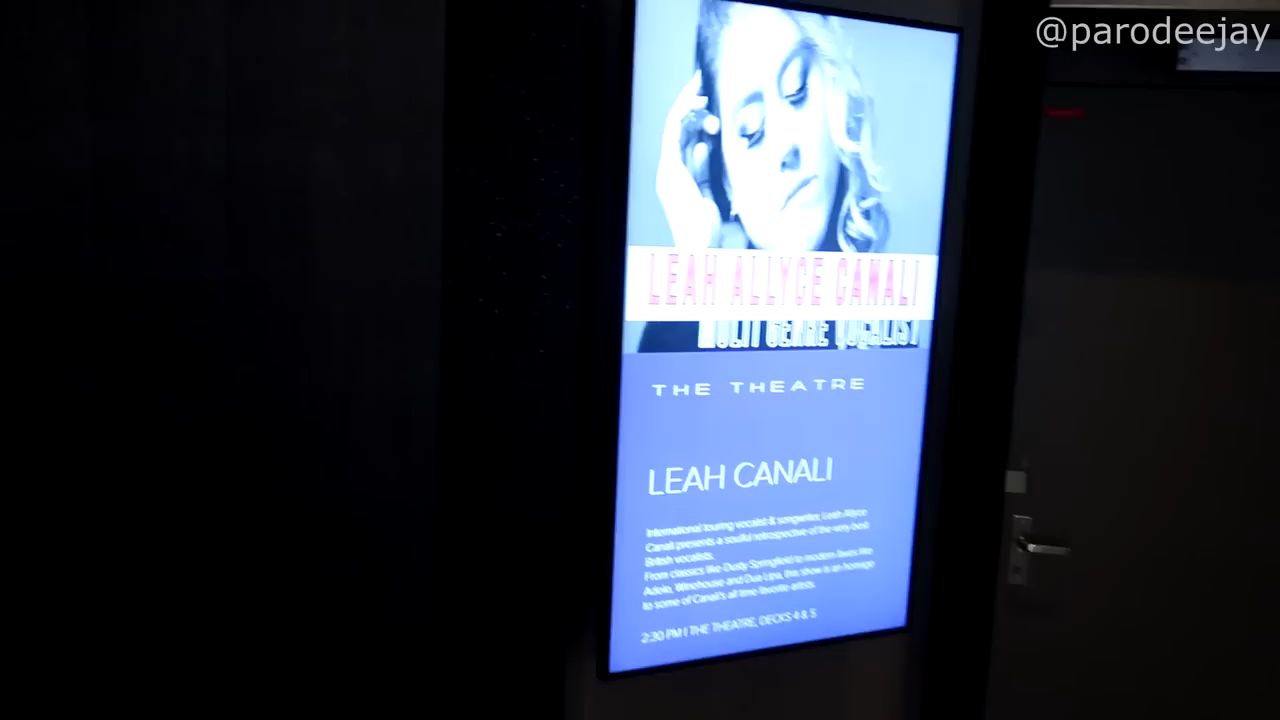 @parodeejay
LEAH ALLYCE CANALI
MULTI GENRE VOCALIST
THE THEATRE
LEAH CANALI
International touring vocalist & songwriter, Leah Allyce
Canali presents a soulful retrospective of the very best
British vocalists.
From classics like Dusty Springfield to modern faves like
Adele, Winehouse and Dua Lipa, this show is an homage
to some of Canali's all time favorite artists.
2:30 PM | THE THEATRE, DECKS 4 & 5